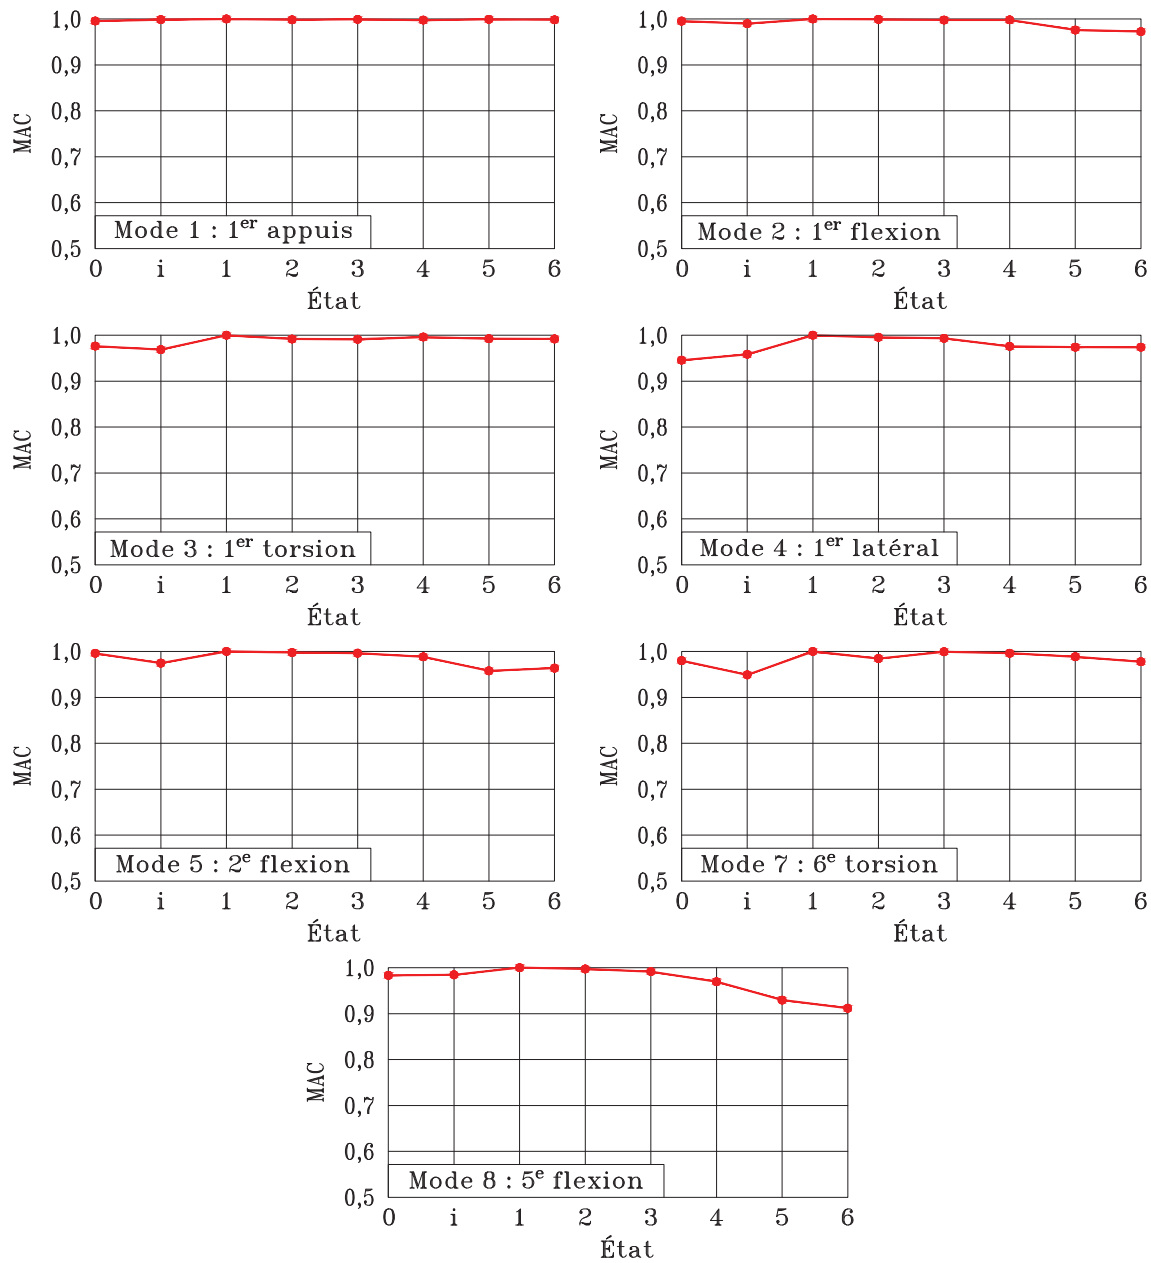 1,0
0,9
0,8
0,7
0,6
0,5
MAC
Mode 1 : 1er appuis
0 i 1 2 3 4 5 6
État
1,0
0,9
0,8
0,7
0,6
0,5
MAC
Mode 2 : 1er flexion
0 i 1 2 3 4 5 6
État
1,0
0,9
0,8
0,7
0,6
0,5
MAC
Mode 3 : 1er torsion
0 i 1 2 3 4 5 6
État
1,0
0,9
0,8
0,7
0,6
0,5
MAC
Mode 4 : 1er latéral
0 i 1 2 3 4 5 6
État
1,0
0,9
0,8
0,7
0,6
0,5
MAC
Mode 5 : 2e flexion
0 i 1 2 3 4 5 6
État
1,0
0,9
0,8
0,7
0,6
0,5
MAC
Mode 7 : 6e torsion
0 i 1 2 3 4 5 6
État
1,0
0,9
0,8
0,7
0,6
0,5
MAC
Mode 8 : 5e flexion
0 i 1 2 3 4 5 6
État